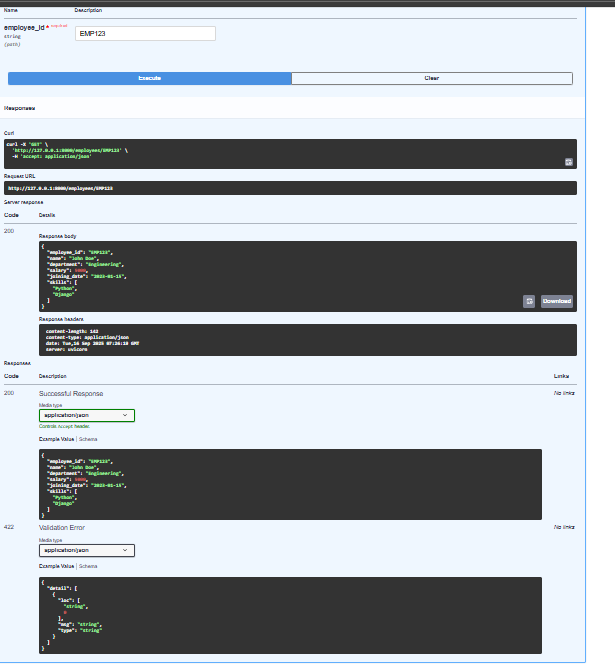 Name Description
employee_id * required
string
(path)
EMP123
Execute Clear
Responses
Curl
curl -X 'GET' \
'http://127.0.0.1:8000/employees/EMP123' \
-H 'accept: application/json'
Request URL
http://127.0.0.1:8000/employees/EMP123
Server response
Code Details
200
Response body
{
"employee_id": "EMP123",
"name": "John Doe",
"department": "Engineering",
"salary":
"joining_date": "2023-01-15",
"skills": [
"Python",
"Django"
]
}
Download
Response headers
content-length: 142
content-type: application/json
date: Tue,16 Sep 2025 07:26:10 GMT
server: uvicorn
Responses
Code Description Links
200 Successful Response No links
Media type
application/json
Controls Accept header.
Example Value | Schema
{
"employee_id": "EMP123",
"name": "John Doe",
"department": "Engineering",
"salary":
"joining_date": "2023-01-15",
"skills": [
"Python",
"Django"
]
}
422 Validation Error No links
Media type
application/json
Example Value | Schema
{
"detail": [
{
"loc": [
"string",
0
],
"msg": "string",
"type": "string"
}
]
}